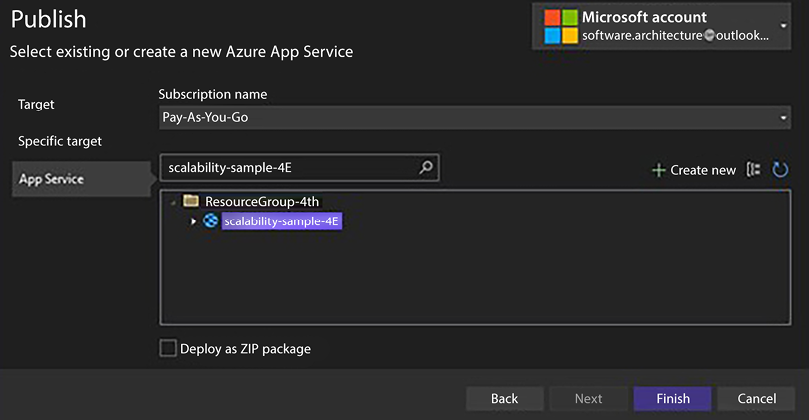 Publish
Microsoft account
software.architecture@outlook...
Select existing or create a new Azure App Service
Target
Subscription name
Pay-As-You-Go
Specific target
App Service
scalability-sample-4E
Create new
ResourceGroup-4th
scalability-sample-4E
Deploy as ZIP package
Back
Next
Finish
Cancel